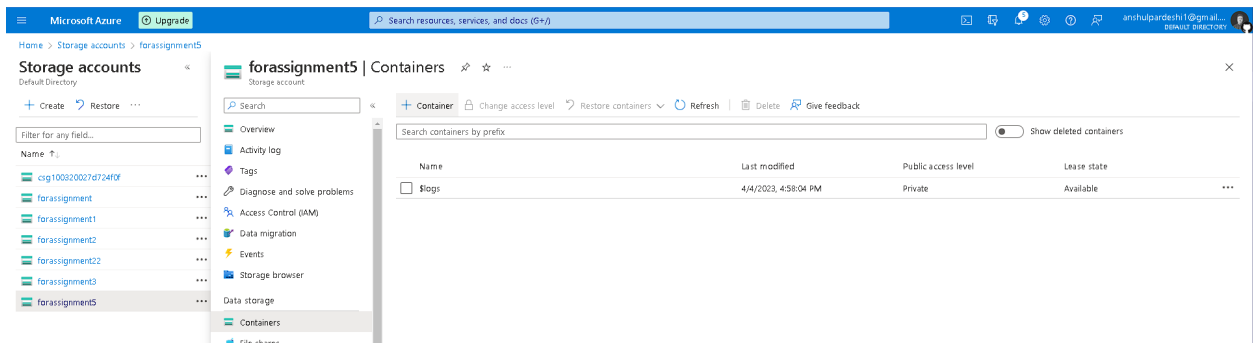 Microsoft Azure
Upgrade
Search resources, services, and docs (G+/)
5
anshulpardeshi1@gmail....
DEFAULT DIRECTORY
Home > Storage accounts > forassignment5
Storage accounts
Default Directory
Create
Restore
Filter for any field...
Name
csg100320027d724f0f
forassignment
forassignment1
forassignment2
forassignment22
forassignment3
forassignment5
forassignment5 | Containers
Storage account
Search
Overview
Activity log
Tags
Diagnose and solve problems
Access Control (IAM)
Data migration
Events
Storage browser
Data storage
Containers
File shares
Container
Change access level
Restore containers
Refresh
Delete
Give feedback
Search containers by prefix
Show deleted containers
Name
Last modified
Public access level
Lease state
$logs
4/4/2023, 4:58:04 PM
Private
Available